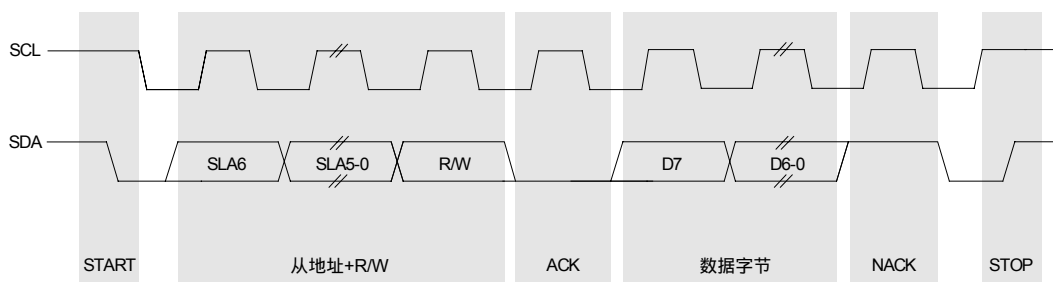 SCL
SDA
SLA6 SLA5-0 R/W D7 D6-0
START 从地址+R/W ACK 数据字节 NACK STOP